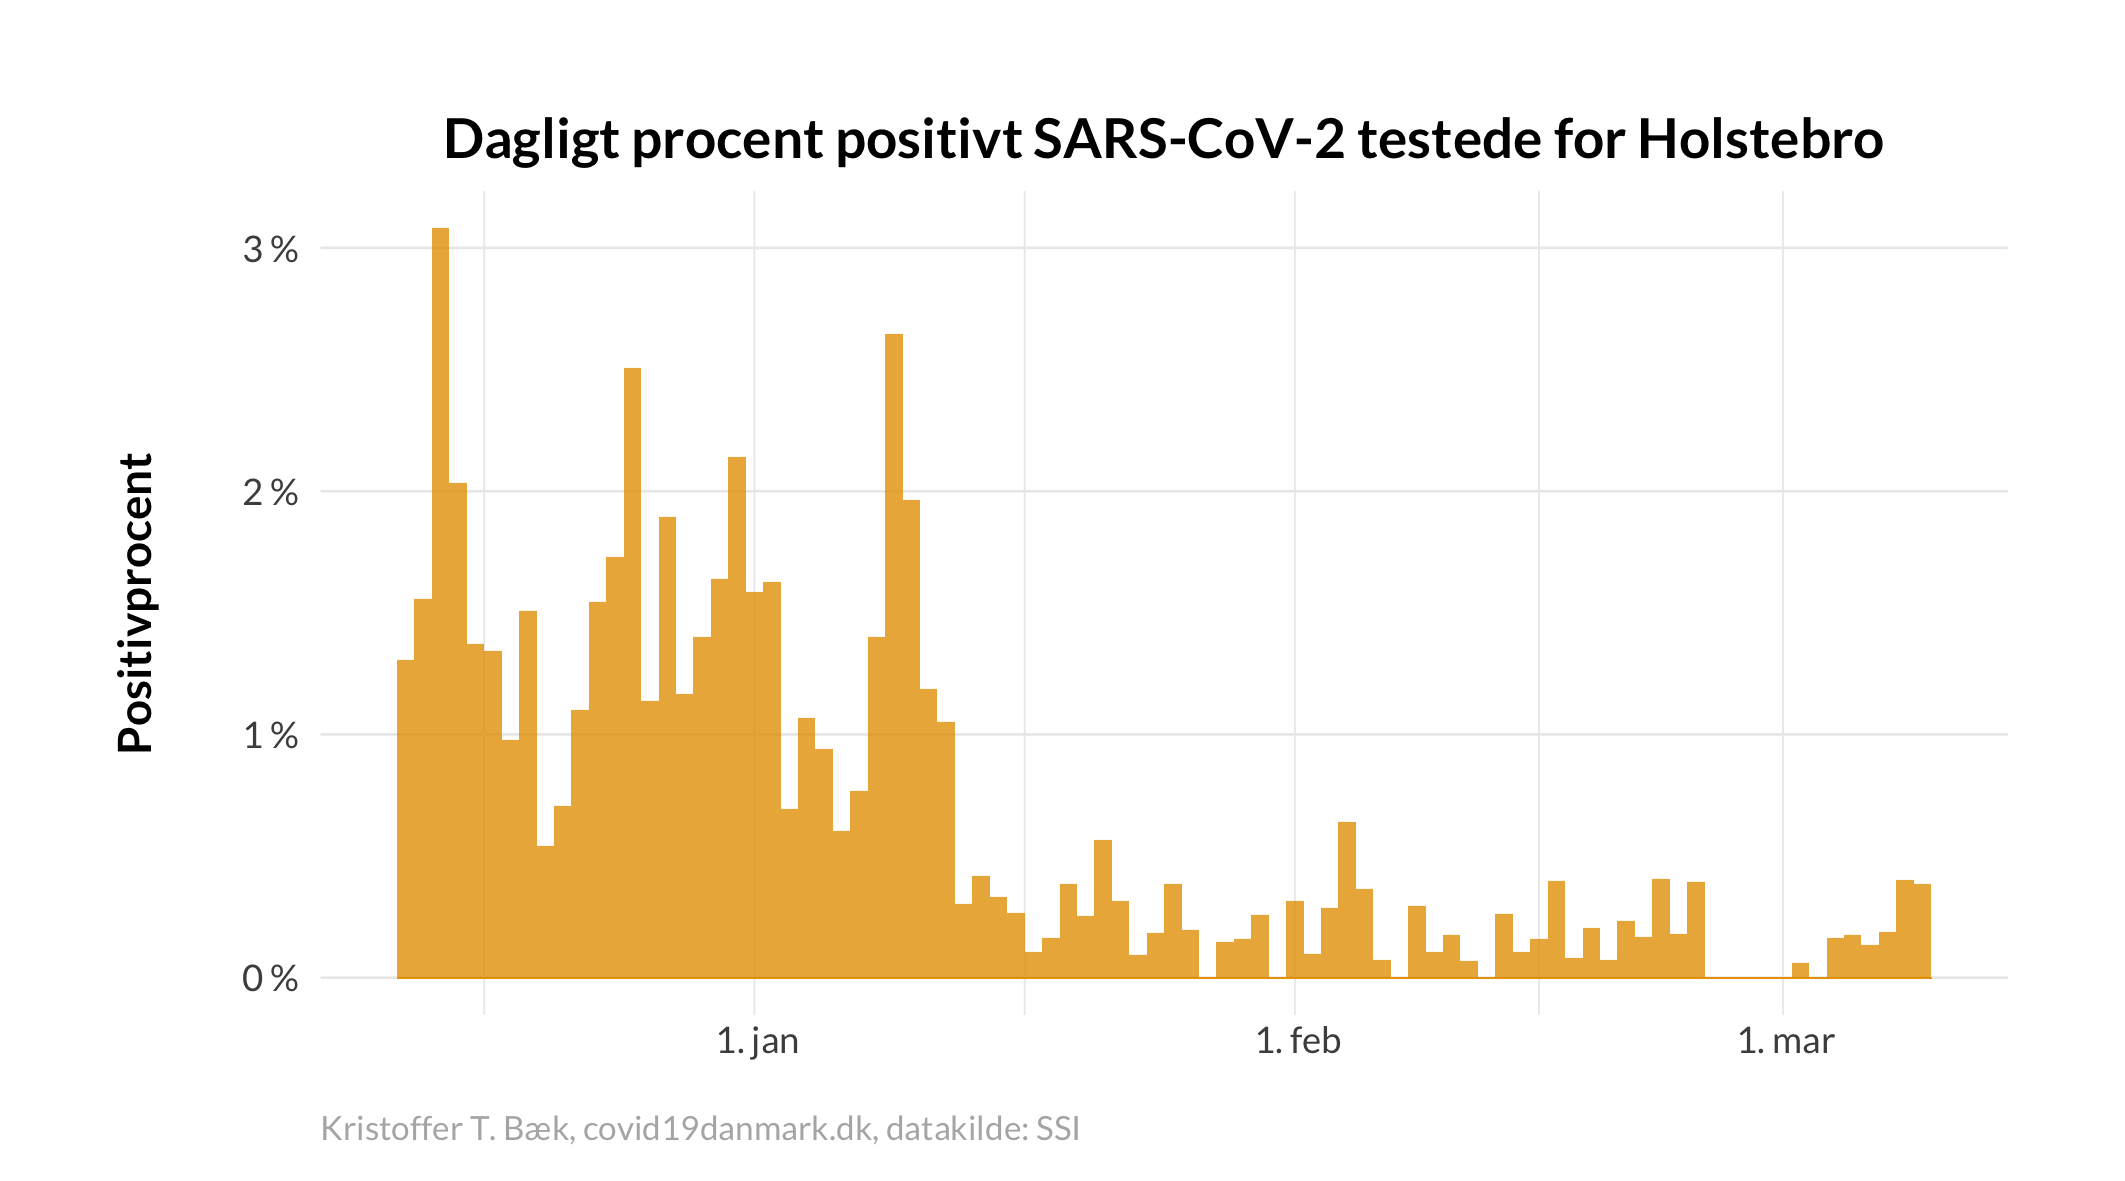 Dagligt procent positivt SARS-CoV-2 testede for Holstebro
Positivprocent
3 %
2 %
1 %
0 %
1. jan
1. feb
1. mar
Kristoffer T. Bæk, covid19danmark.dk, datakilde: SSI